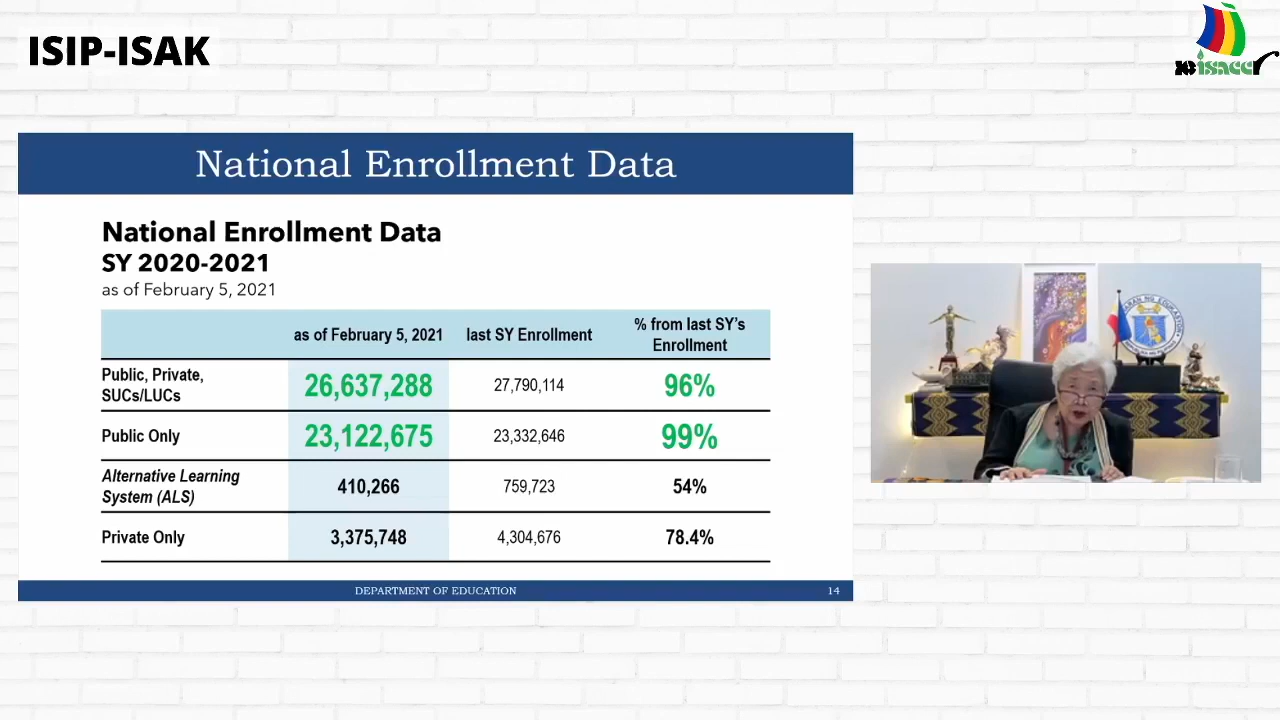 ISIP-ISAK
National Enrollment Data
National Enrollment Data
SY 2020-2021
as of February 5, 2021
as of February 5, 2021 last SY Enrollment % from last SY's
Enrollment
Public, Private,
SUCs/LUCs 26,637,288 27,790,114 96%
Public Only 23,122,675 23,332,646 99%
Alternative Learning
System (ALS) 410,266 759,723 54%
Private Only 3,375,748 4,304,676 78.4%
DEPARTMENT OF EDUCATION 14